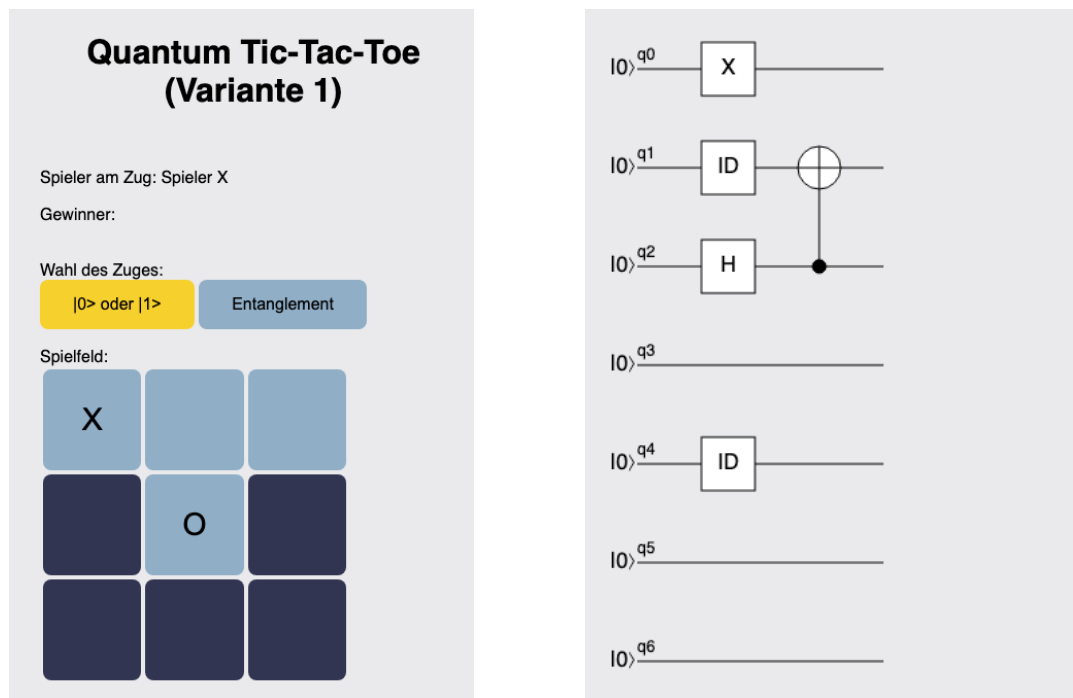 Quantum Tic-Tac-Toe
(Variante 1)
Spieler am Zug: Spieler X
Gewinner:
Wahl des Zuges:
|0> oder |1>
Entanglement
Spielfeld:
X
O
|0⟩ q0
X
|0⟩ q1
ID
|0⟩ q2
H
|0⟩ q3
|0⟩ q4
ID
|0⟩ q5
|0⟩ q6